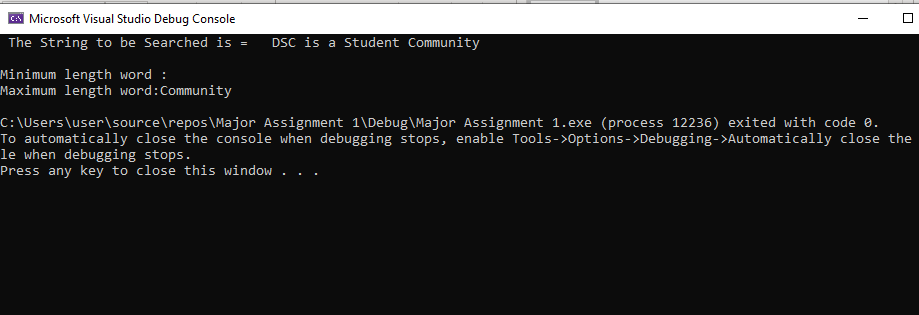 Microsoft Visual Studio Debug Console
The String to be Searched is =   DSC is a Student Community
Minimum length word :
Maximum length word:Community
C:\Users\user\source\repos\Major Assignment 1\Debug\Major Assignment 1.exe (process 12236) exited with code 0.
To automatically close the console when debugging stops, enable Tools->Options->Debugging->Automatically close the
le when debugging stops.
Press any key to close this window . . .